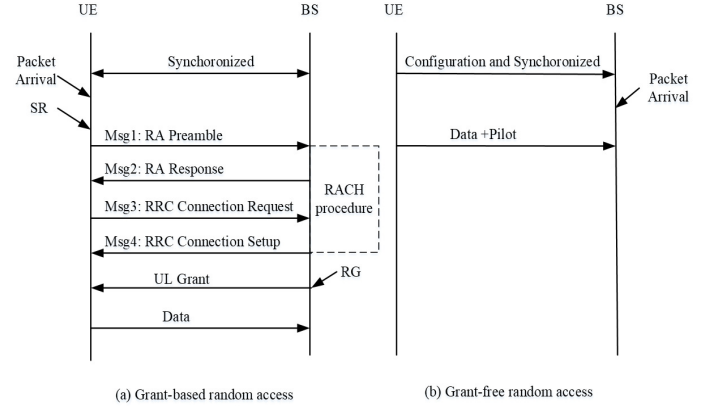 UE
BS
UE
BS
Synchoronized
Configuration and Synchoronized
Packet
Arrival
Packet
Arrival
SR
Msg1: RA Preamble
Data +Pilot
Msg2: RA Response
RACH
procedure
Msg3: RRC Connection Request
Msg4: RRC Connection Setup
RG
UL Grant
Data
(a) Grant-based random access
(b) Grant-free random access